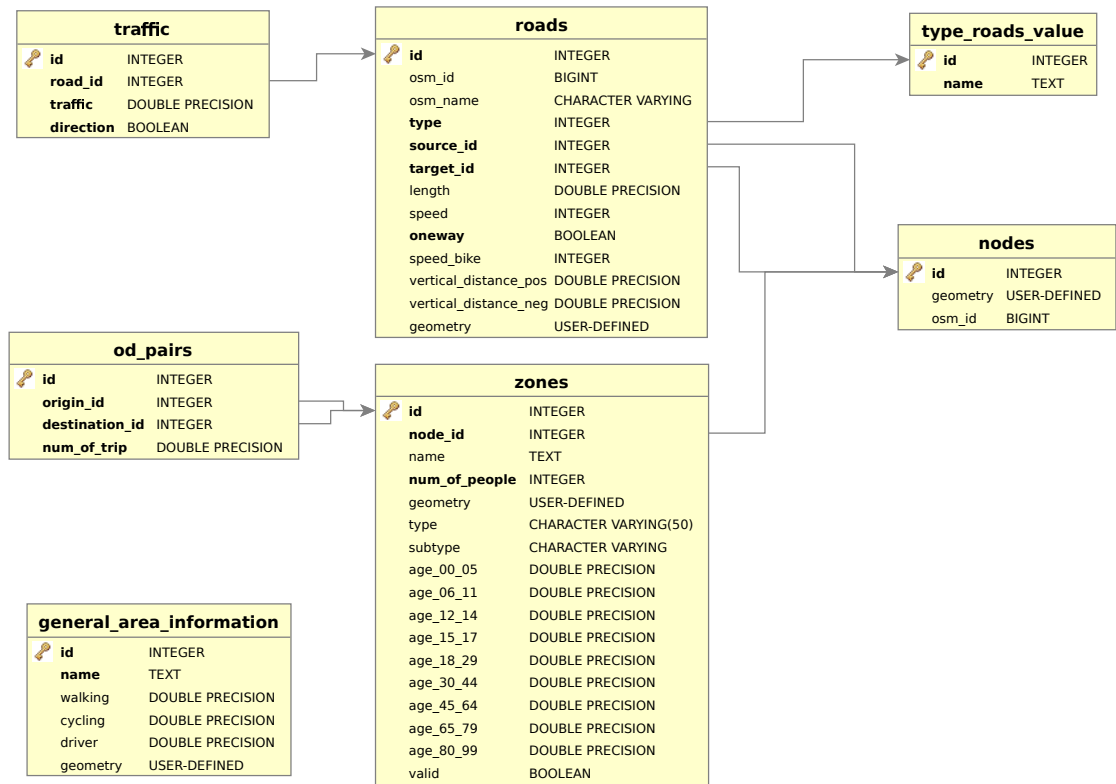 traffic
id INTEGER
road_id INTEGER
traffic DOUBLE PRECISION
direction BOOLEAN
roads
id INTEGER
osm_id BIGINT
osm_name CHARACTER VARYING
type INTEGER
source_id INTEGER
target_id INTEGER
length DOUBLE PRECISION
speed INTEGER
oneway BOOLEAN
speed_bike INTEGER
vertical_distance_pos DOUBLE PRECISION
vertical_distance_neg DOUBLE PRECISION
geometry USER-DEFINED
type_roads_value
id INTEGER
name TEXT
nodes
id INTEGER
geometry USER-DEFINED
osm_id BIGINT
od_pairs
id INTEGER
origin_id INTEGER
destination_id INTEGER
num_of_trip DOUBLE PRECISION
zones
id INTEGER
node_id INTEGER
name TEXT
num_of_people INTEGER
geometry USER-DEFINED
type CHARACTER VARYING(50)
subtype CHARACTER VARYING
age_00_05 DOUBLE PRECISION
age_06_11 DOUBLE PRECISION
age_12_14 DOUBLE PRECISION
age_15_17 DOUBLE PRECISION
age_18_29 DOUBLE PRECISION
age_30_44 DOUBLE PRECISION
age_45_64 DOUBLE PRECISION
age_65_79 DOUBLE PRECISION
age_80_99 DOUBLE PRECISION
valid BOOLEAN
general_area_information
id INTEGER
name TEXT
walking DOUBLE PRECISION
cycling DOUBLE PRECISION
driver DOUBLE PRECISION
geometry USER-DEFINED